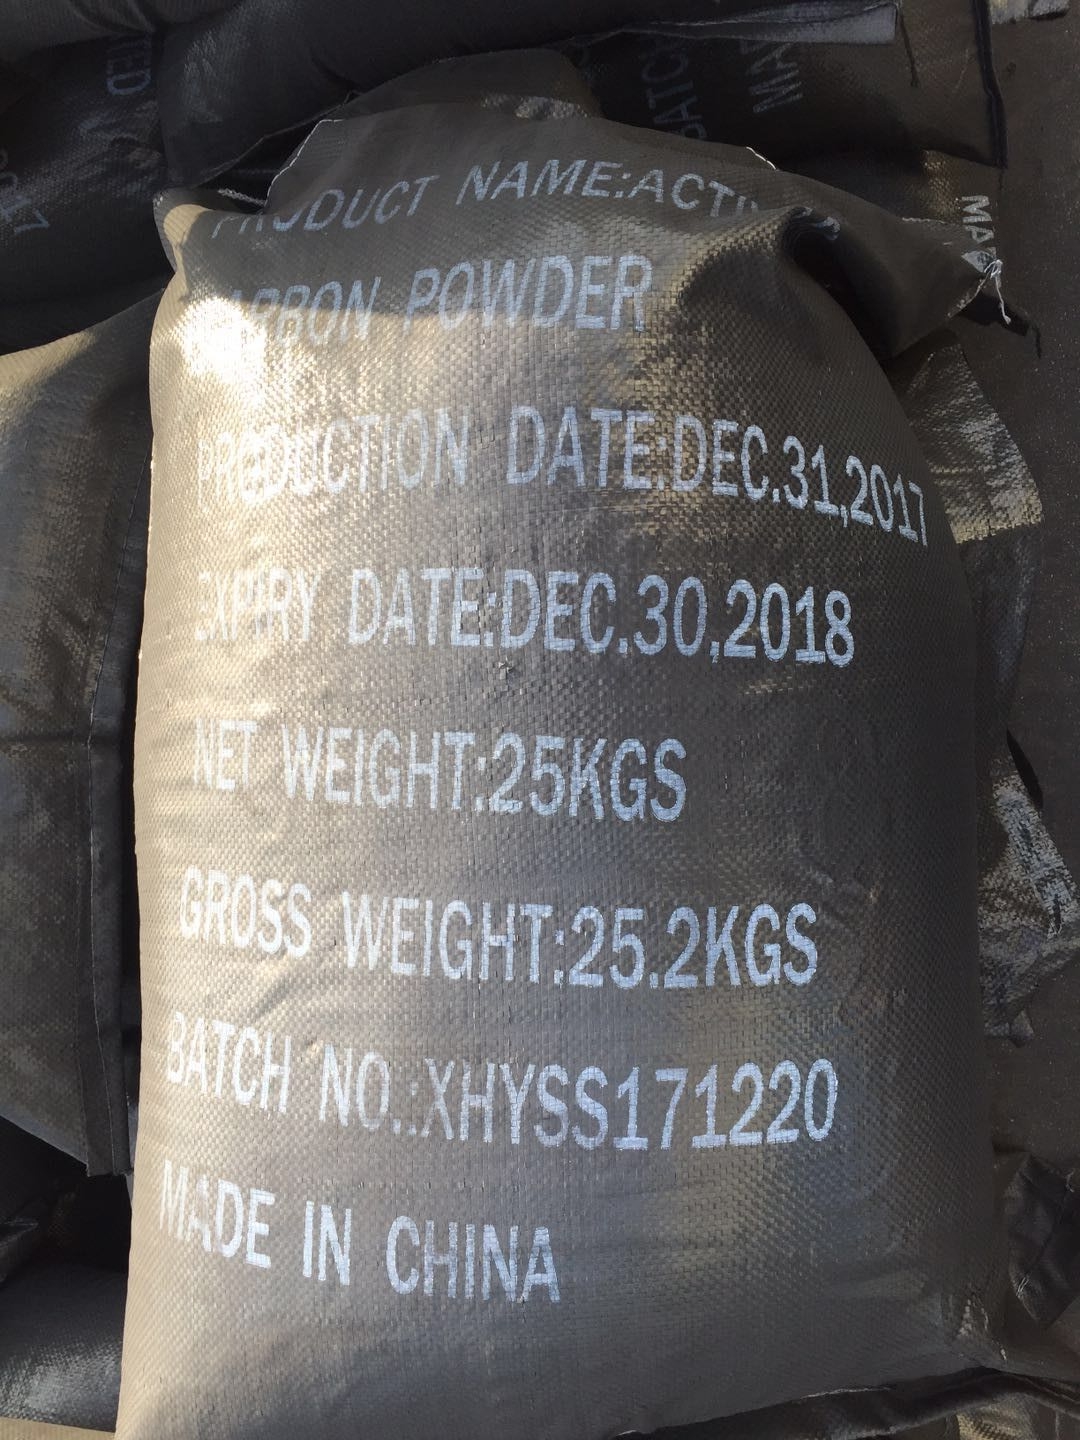 PRODUCT NAME:
CARBON POWDER
PRODUCTION DATE:DEC.31,2017
EXPIRY DATE:DEC.30,2018
NET WEIGHT:25KGS
GROSS WEIGHT:25.2KGS
BATCH NO.:XHYSS171220
MADE IN CHINA
BATCH